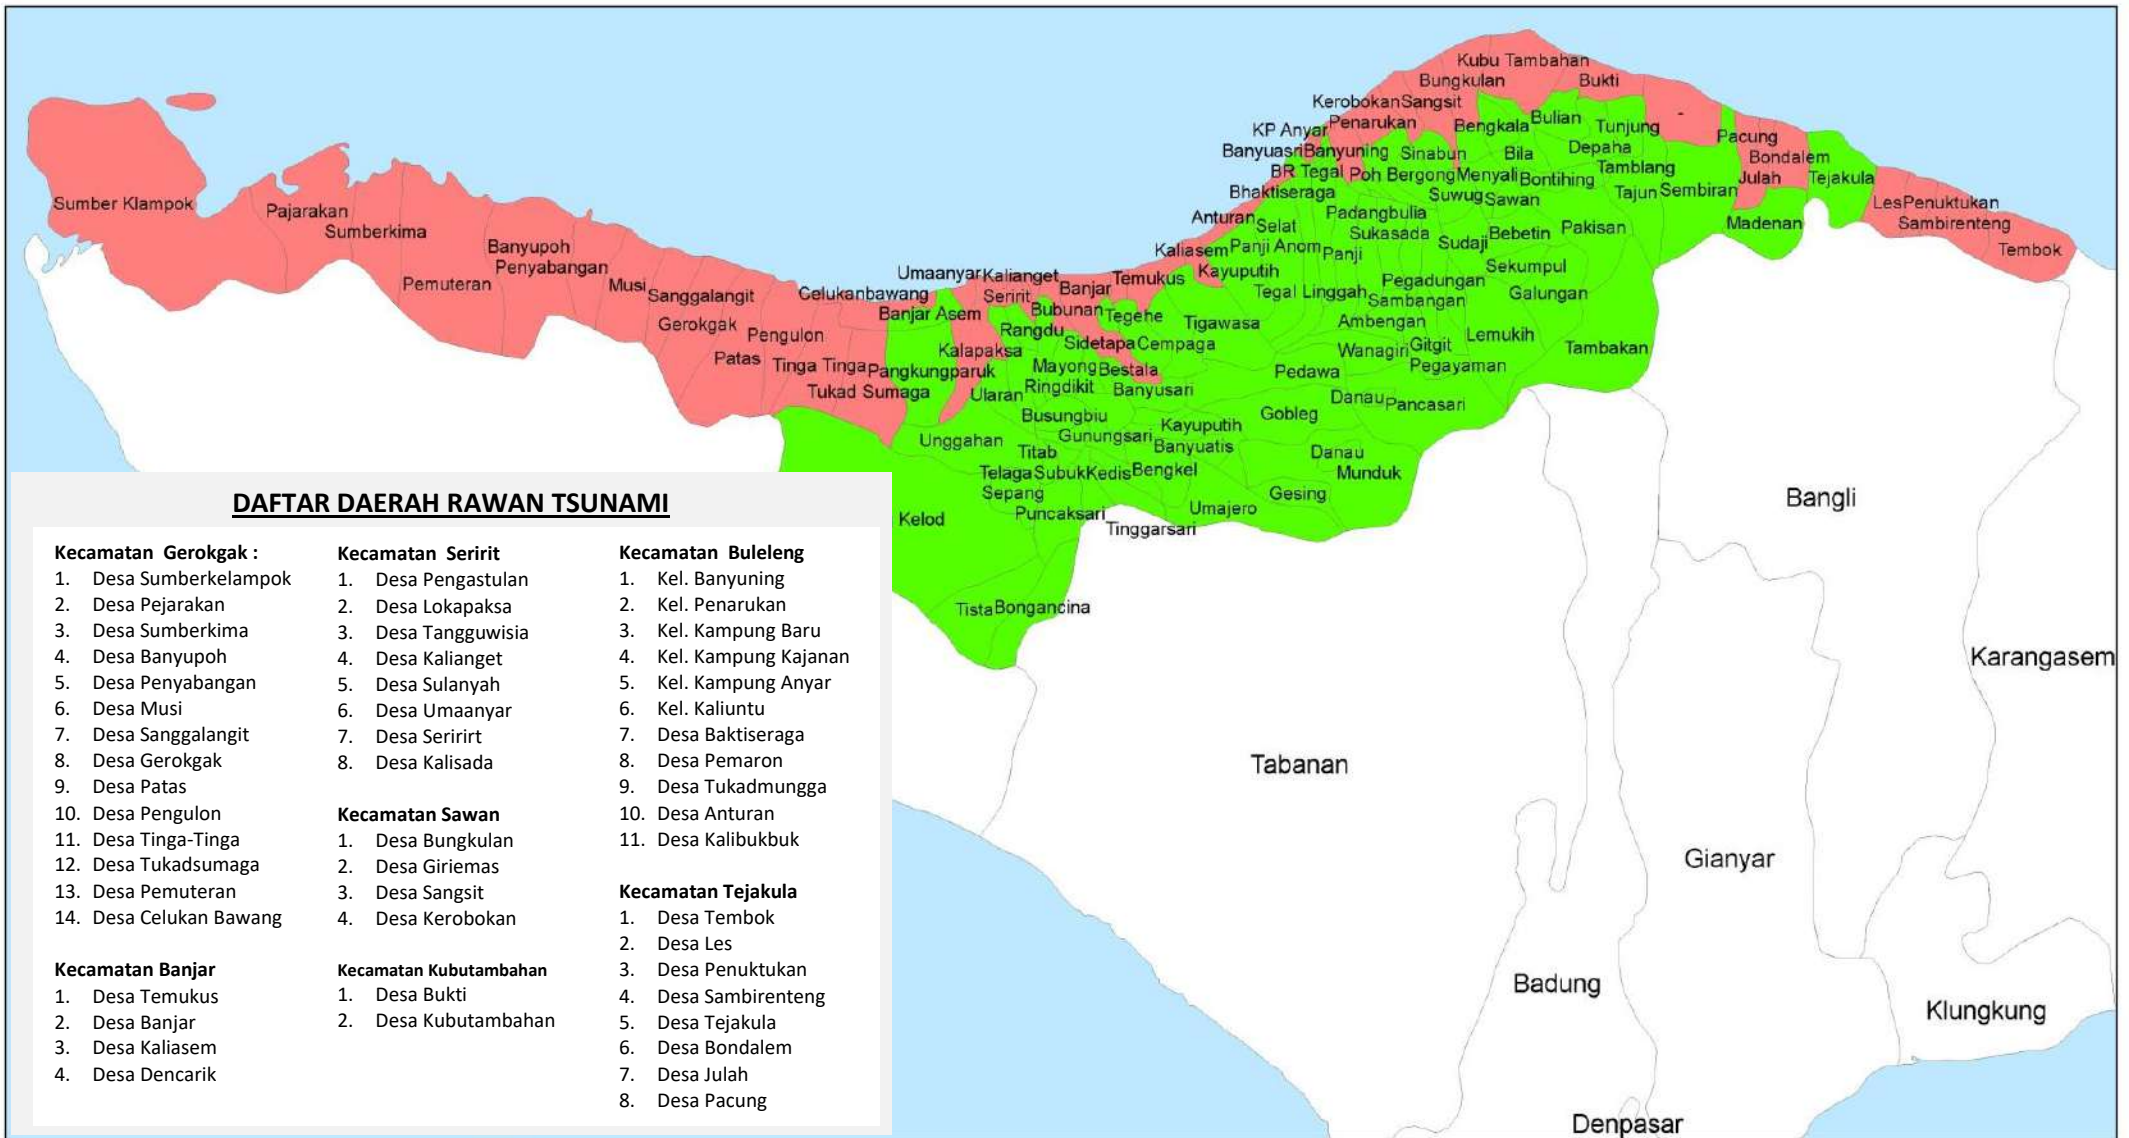 Kubu Tambahan
Bungkulan
Bukti
Kerobokan Sangsit
-
KP Anyar Penarukan
Bengkala Bulian Tunjung
Pacung
Banyuasri Banyuning Sinabun Bila Depaha
Bondalem
BR Tegal Poh Bergong Menyali Bontihing Tamblang
Julah Tejakula
Bhaktiseraga
Suwug Sawan
Tajun Sembiran
Sumber Klampok
Pajarakan
Les Penuktukan
Anturan Selat Padangbulia
Sumberkima
Sukasada Sudaji Bebetin Pakisan
Madenan
Sambirenteng
Banyupoh
Kaliasem Panji Anom Panji
Tembok
Penyabangan
Umaanyar Kalianget
Temukus Kayuputih
Pegadungan
Sekumpul
Pemuteran
Musi
Sanggalangit
Celukanbawang
Seririt
Banjar
Tegal Linggah Sambangan
Galungan
Banjar Asem
Bubunan Tegehe
Tigawasa
Ambengan
Gerokgak
Pengulon
Rangdu
Sidetapa Cempaga
Wanagiri Gitgit
Lemukih
Tambakan
Patas
Kalapaksa
Tinga Tinga Pangkungparuk
Mayong Bestala
Pedawa
Pegayaman
Tukad Sumaga
Ularan Ringdikit Banyusari
Danau Pancasari
Busungbiu
Kayuputih
Gobleg
Unggahan
Gunungsari
Banyuatis
Titab
Danau
Telaga Subuk Kedis Bengkel
Munduk
Sepang
Gesing
Kelod
Puncaksari
Umajero
Tinggarsari
Bangli
Tista Bongancina
Karangasem
Tabanan
Gianyar
Badung
Klungkung
Denpasar
DAFTAR DAERAH RAWAN TSUNAMI
Kecamatan Gerokgak :
1. Desa Sumberkelampok
2. Desa Pejarakan
3. Desa Sumberkima
4. Desa Banyupoh
5. Desa Penyabangan
6. Desa Musi
7. Desa Sanggalangit
8. Desa Gerokgak
9. Desa Patas
10. Desa Pengulon
11. Desa Tinga-Tinga
12. Desa Tukadsumaga
13. Desa Pemuteran
14. Desa Celukan Bawang
Kecamatan Banjar
1. Desa Temukus
2. Desa Banjar
3. Desa Kaliasem
4. Desa Dencarik
Kecamatan Seririt
1. Desa Pengastulan
2. Desa Lokapaksa
3. Desa Tangguwisia
4. Desa Kalianget
5. Desa Sulanyah
6. Desa Umaanyar
7. Desa Seririrt
8. Desa Kalisada
Kecamatan Sawan
1. Desa Bungkulan
2. Desa Giriemas
3. Desa Sangsit
4. Desa Kerobokan
Kecamatan Kubutambahan
1. Desa Bukti
2. Desa Kubutambahan
Kecamatan Buleleng
1. Kel. Banyuning
2. Kel. Penarukan
3. Kel. Kampung Baru
4. Kel. Kampung Kajanan
5. Kel. Kampung Anyar
6. Kel. Kaliuntu
7. Desa Baktiseraga
8. Desa Pemaron
9. Desa Tukadmungga
10. Desa Anturan
11. Desa Kalibukbuk
Kecamatan Tejakula
1. Desa Tembok
2. Desa Les
3. Desa Penuktukan
4. Desa Sambirenteng
5. Desa Tejakula
6. Desa Bondalem
7. Desa Julah
8. Desa Pacung